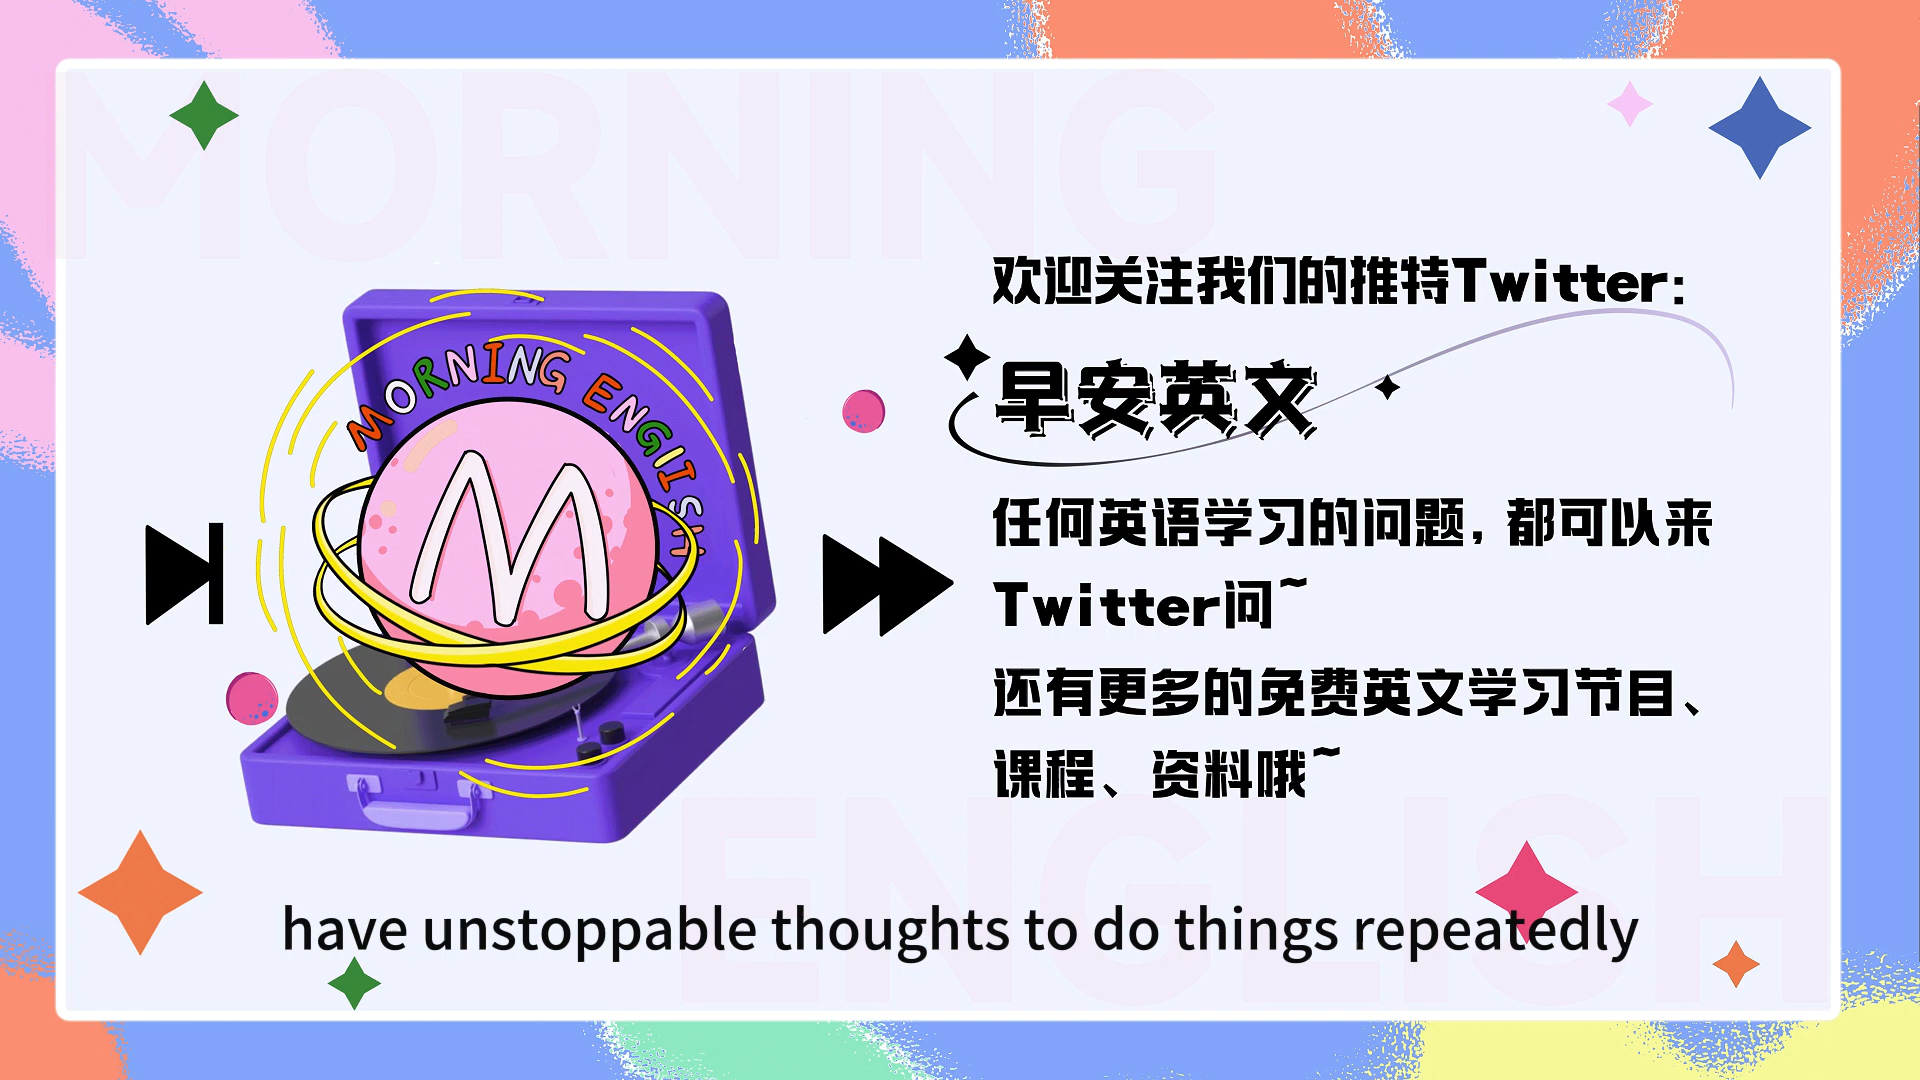 MORNING
欢迎关注我们的推特Twitter:
早安英文
MORNING ENGLISH
M
任何英语学习的问题,都可以来
Twitter问~
还有更多的免费英文学习节目、
课程、资料哦~
ENGLISH
have unstoppable thoughts to do things repeatedly